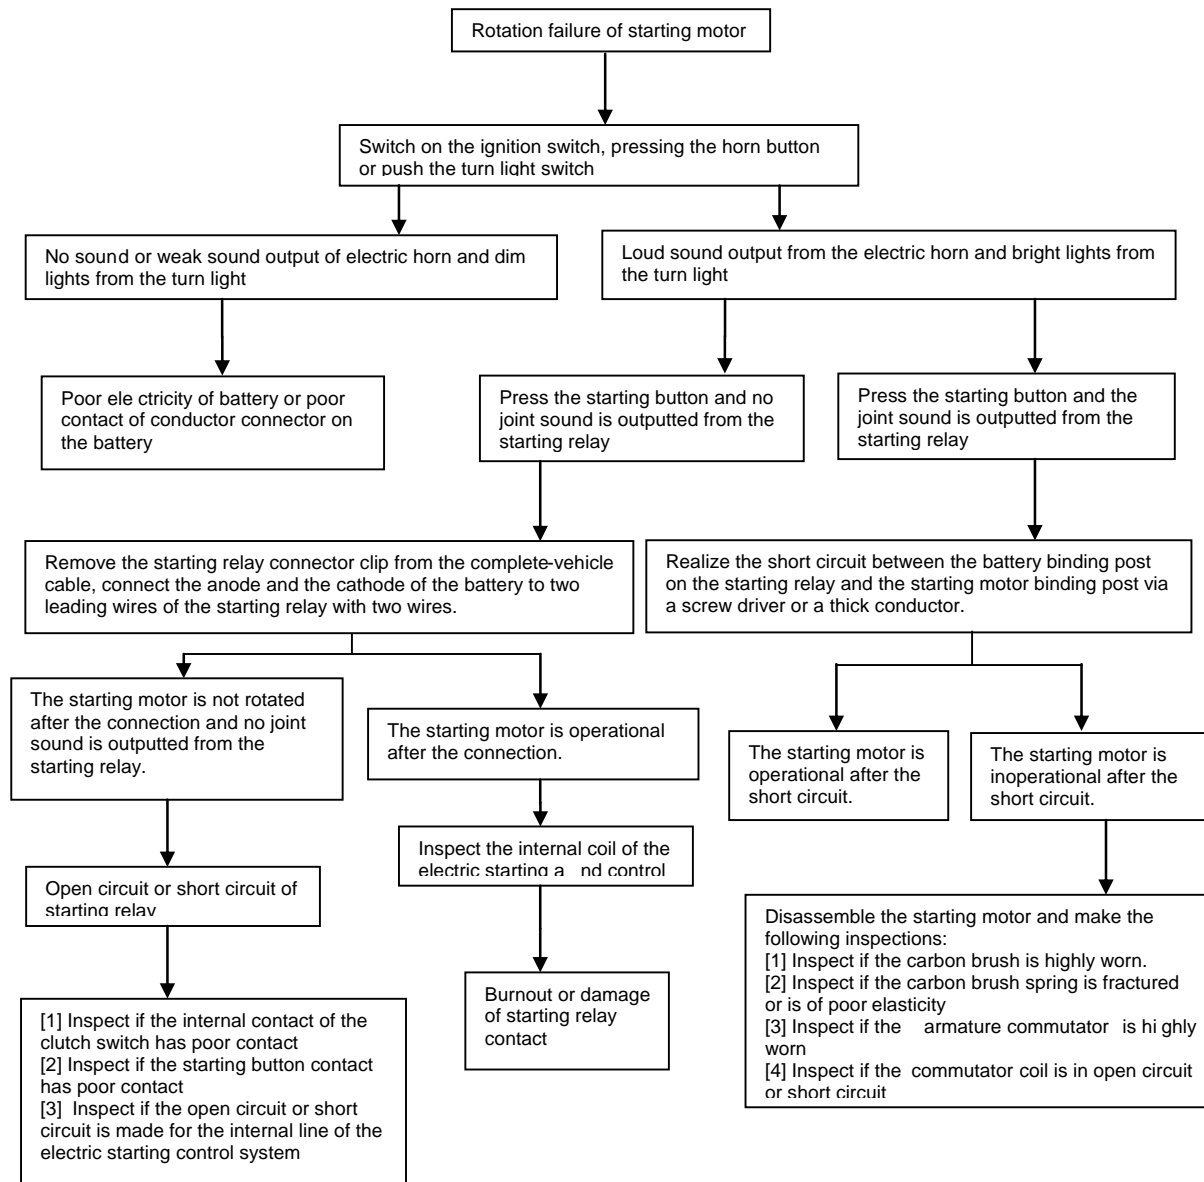 Rotation failure of starting motor
Switch on the ignition switch, pressing the horn button
or push the turn light switch
No sound or weak sound output of electric horn and dim
lights from the turn light
Loud sound output from the electric horn and bright lights from
the turn light
Poor ele ctricity of battery or poor
contact of conductor connector on
the battery
Press the starting button and no
joint sound is outputted from the
starting relay
Press the starting button and the
joint sound is outputted from the
starting relay
Remove the starting relay connector clip from the complete-vehicle
cable, connect the anode and the cathode of the battery to two
leading wires of the starting relay with two wires.
Realize the short circuit between the battery binding post
on the starting relay and the starting motor binding post via
a screw driver or a thick conductor.
The starting motor is not rotated
after the connection and no joint
sound is outputted from the
starting relay.
The starting motor is operational
after the connection.
The starting motor is
operational after the
short circuit.
The starting motor is
inoperational after the
short circuit.
Inspect the internal coil of the
electric starting a nd control
Open circuit or short circuit of
starting relay
Disassemble the starting motor and make the
following inspections:
[1] Inspect if the carbon brush is highly worn.
[2] Inspect if the carbon brush spring is fractured
or is of poor elasticity
[3] Inspect if the armature commutator is hi ghly
worn
[4] Inspect if the commutator coil is in open circuit
or short circuit
Burnout or damage
of starting relay
contact
[1] Inspect if the internal contact of the
clutch switch has poor contact
[2] Inspect if the starting button contact
has poor contact
[3] Inspect if the open circuit or short
circuit is made for the internal line of the
electric starting control system